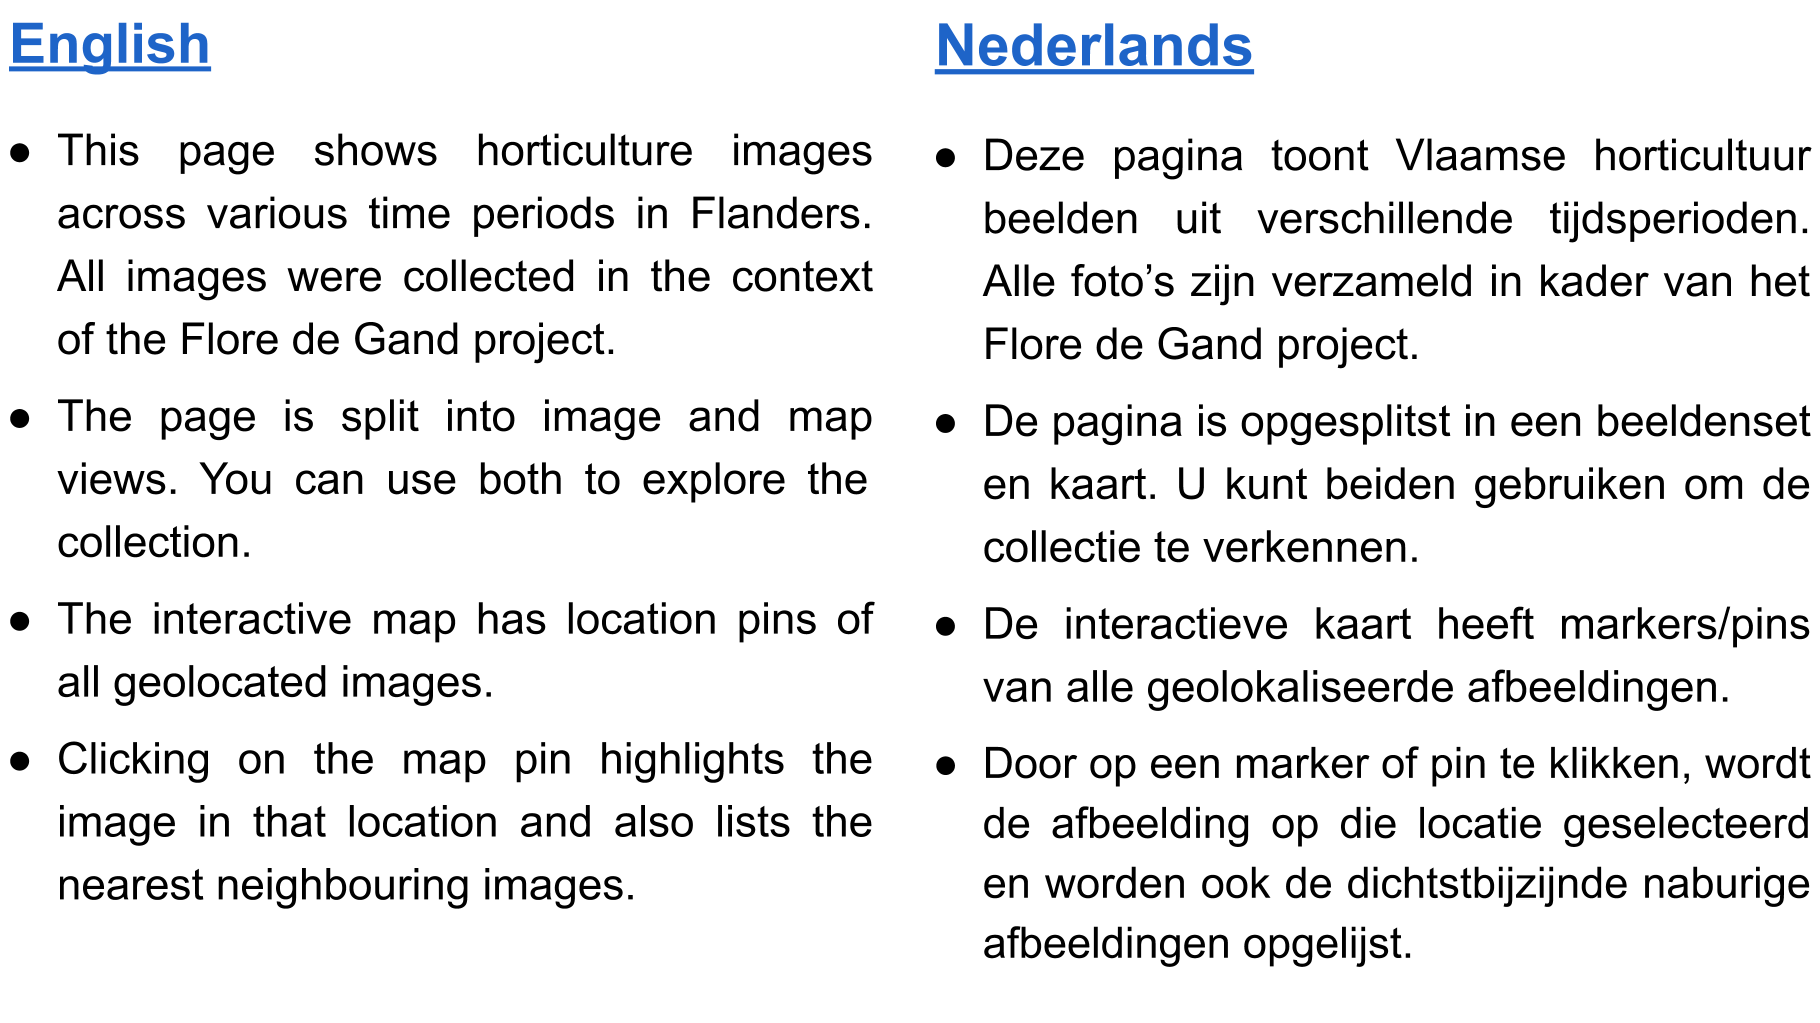 English
● This page shows horticulture images
across various time periods in Flanders.
All images were collected in the context
of the Flore de Gand project.
● The page is split into image and map
views. You can use both to explore the
collection.
● The interactive map has location pins of
all geolocated images.
● Clicking on the map pin highlights the
image in that location and also lists the
nearest neighbouring images.
Nederlands
● Deze pagina toont Vlaamse horticultuur
beelden uit verschillende tijdsperioden.
Alle foto’s zijn verzameld in kader van het
Flore de Gand project.
● De pagina is opgesplitst in een beeldenset
en kaart. U kunt beiden gebruiken om de
collectie te verkennen.
● De interactieve kaart heeft markers/pins
van alle geolokaliseerde afbeeldingen.
● Door op een marker of pin te klikken, wordt
de afbeelding op die locatie geselecteerd
en worden ook de dichtstbijzijnde naburige
afbeeldingen opgelijst.